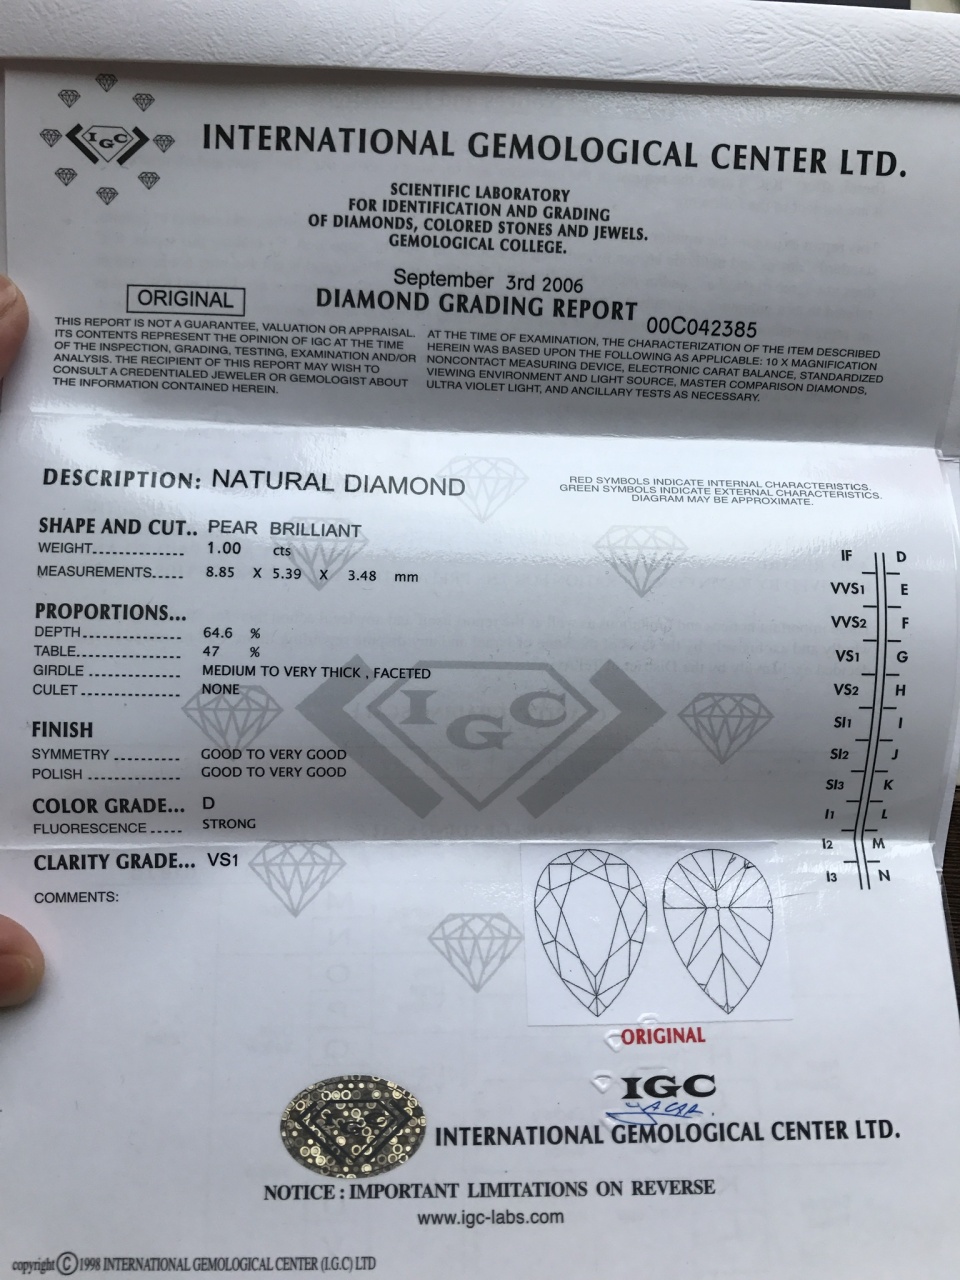 IGC
INTERNATIONAL GEMOLOGICAL CENTER LTD.
SCIENTIFIC LABORATORY
FOR IDENTIFICATION AND GRADING
OF DIAMONDS, COLORED STONES AND JEWELS.
GEMOLOGICAL COLLEGE.
September 3rd 2006
ORIGINAL
DIAMOND GRADING REPORT
00C042385
THIS REPORT IS NOT A GUARANTEE, VALUATION OR APPRAISAL.
ITS CONTENTS REPRESENT THE OPINION OF IGC AT THE TIME
OF THE INSPECTION, GRADING, TESTING, EXAMINATION AND/OR
ANALYSIS. THE RECIPIENT OF THIS REPORT MAY WISH TO
CONSULT A CREDENTIALED JEWELER OR GEMOLOGIST ABOUT
THE INFORMATION CONTAINED HEREIN.
AT THE TIME OF EXAMINATION, THE CHARACTERIZATION OF THE ITEM DESCRIBED
HEREIN WAS BASED UPON THE FOLLOWING AS APPLICABLE: 10 X MAGNIFICATION
NONCONTACT MEASURING DEVICE, ELECTRONIC CARAT BALANCE, STANDARDIZED
VIEWING ENVIRONMENT AND LIGHT SOURCE, MASTER COMPARISON DIAMONDS,
ULTRA VIOLET LIGHT, AND ANCILLARY TESTS AS NECESSARY.
DESCRIPTION: NATURAL DIAMOND
RED SYMBOLS INDICATE INTERNAL CHARACTERISTICS.
GREEN SYMBOLS INDICATE EXTERNAL CHARACTERISTICS.
DIAGRAM MAY BE APPROXIMATE.
SHAPE AND CUT.. PEAR BRILLIANT
WEIGHT............... 1.00 cts
MEASUREMENTS..... 8.85 X 5.39 X 3.48 mm
PROPORTIONS...
DEPTH................. 64.6 %
TABLE.................. 47 %
GIRDLE ................ MEDIUM TO VERY THICK , FACETED
CULET ................. NONE
FINISH
SYMMETRY .......... GOOD TO VERY GOOD
POLISH ............... GOOD TO VERY GOOD
COLOR GRADE... D
FLUORESCENCE ..... STRONG
CLARITY GRADE... VS1
COMMENTS:
IF D
VVS1 E
VVS2 F
VS1 G
VS2 H
SI1 I
SI2 J
SI3 K
I1 L
I2 M
I3 N
IGC
ORIGINAL
IGC
INTERNATIONAL GEMOLOGICAL CENTER LTD.
NOTICE : IMPORTANT LIMITATIONS ON REVERSE
www.igc-labs.com
copyright © 1998 INTERNATIONAL GEMOLOGICAL CENTER (I.G.C) LTD